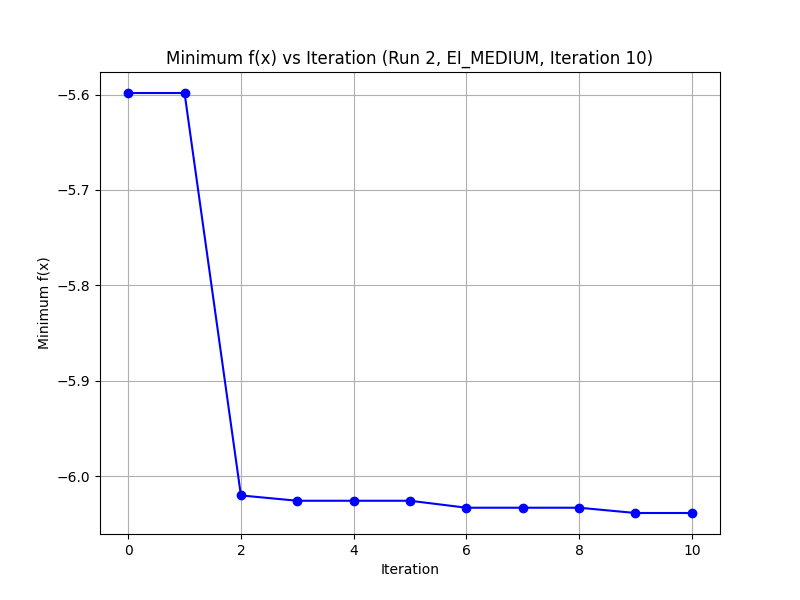 Minimum f(x) vs Iteration (Run 2, EI_MEDIUM, Iteration 10)
Minimum f(x)
−5.6
−5.7
−5.8
−5.9
−6.0
0 2 4 6 8 10
Iteration